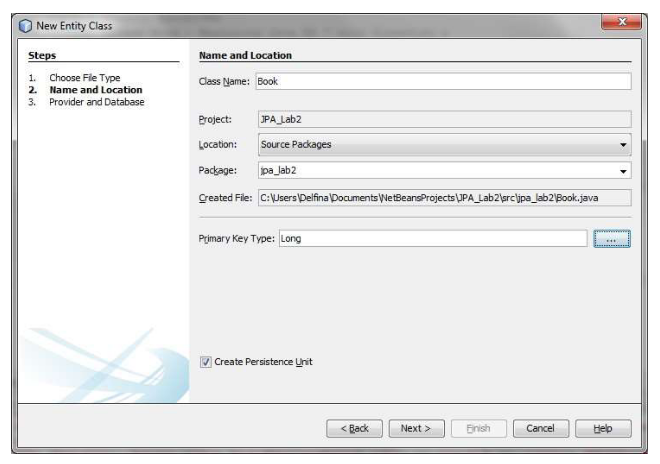 New Entity Class
Steps
1. Choose File Type
2. Name and Location
3. Provider and Database
Name and Location
Class Name: Book
Project: JPA_Lab2
Location: Source Packages
Package: jpa_lab2
Created File: C:\Users\Delfina\Documents\NetBeansProjects\JPA_Lab2\src\jpa_lab2\Book.java
Primary Key Type: Long ...
Create Persistence Unit
< Back Next > Finish Cancel Help